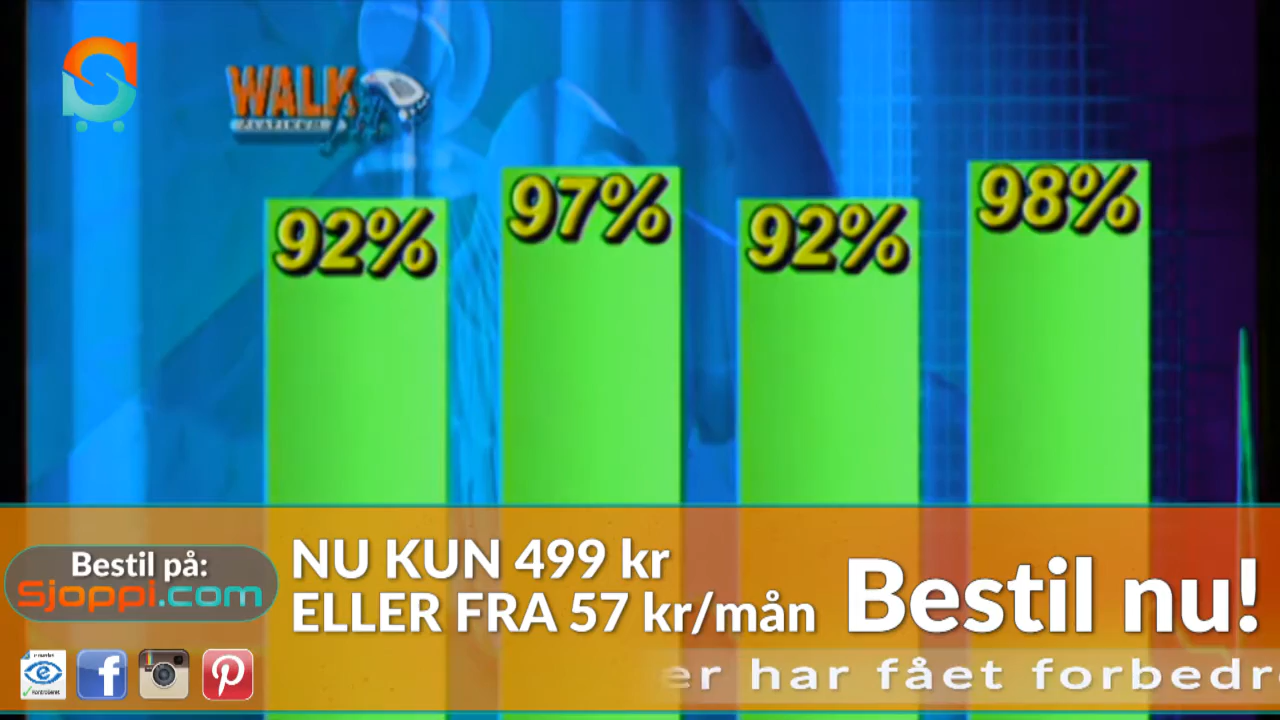 WALK
PLATINUM
92%
97%
92%
98%
Bestil på:
Sjoppi.com
NU KUN 499 kr
ELLER FRA 57 kr/mån
Bestil nu!
er har fået forbedr